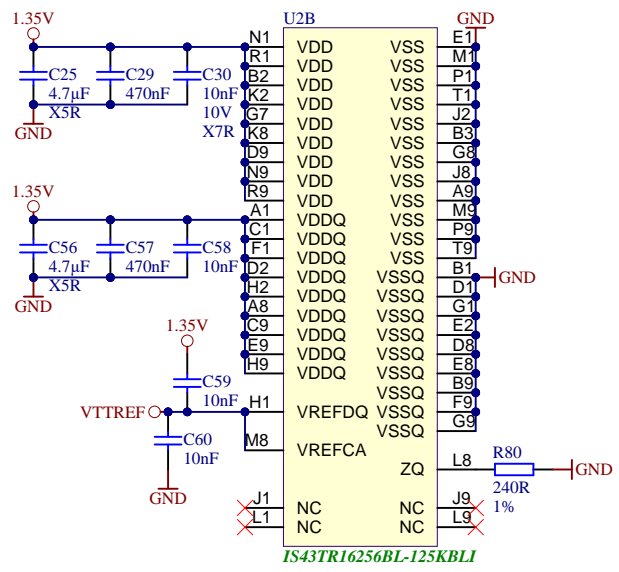 U2B
1.35V
GND
N1 VDD VSS E1
R1 VDD VSS M1
B2 VDD VSS P1
K2 VDD VSS T1
G7 VDD VSS J2
K8 VDD VSS B3
D9 VDD VSS G8
N9 VDD VSS J8
R9 VDD VSS A9
C25
4.7µF
X5R
C29
470nF
C30
10nF
10V
X7R
GND
1.35V
A1 VDDQ VSS M9
C1 VDDQ VSS P9
F1 VDDQ VSS T9
D2 VDDQ VSSQ B1 GND
H2 VDDQ VSSQ D1
A8 VDDQ VSSQ G1
C9 VDDQ VSSQ E2
E9 VDDQ VSSQ D8
H9 VDDQ VSSQ E8
VSSQ B9
C56
4.7µF
X5R
C57
470nF
C58
10nF
GND
1.35V
C59
10nF
VTTREF
H1 VREFDQ VSSQ F9
VSSQ G9
M8 VREFCA
C60
10nF
GND
ZQ L8
R80
240R
1%
GND
J1 NC NC J9
L1 NC NC L9
IS43TR16256BL-125KBLI